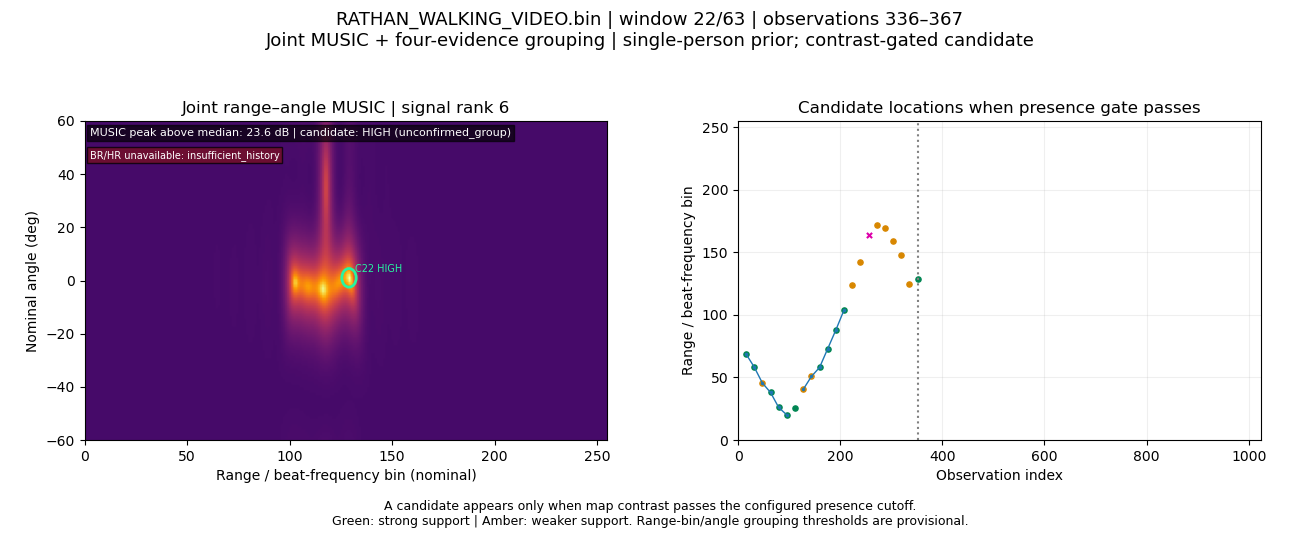 RATHAN_WALKING_VIDEO.bin | window 22/63 | observations 336–367
Joint MUSIC + four-evidence grouping | single-person prior; contrast-gated candidate
Joint range–angle MUSIC | signal rank 6
MUSIC peak above median: 23.6 dB | candidate: HIGH (unconfirmed_group)
BR/HR unavailable: insufficient_history
C22 HIGH
60
40
20
0
−20
−40
−60
Nominal angle (deg)
0
50
100
150
200
250
Range / beat-frequency bin (nominal)
Candidate locations when presence gate passes
250
200
150
100
50
0
Range / beat-frequency bin
0
200
400
600
800
1000
Observation index
A candidate appears only when map contrast passes the configured presence cutoff.
Green: strong support | Amber: weaker support. Range-bin/angle grouping thresholds are provisional.